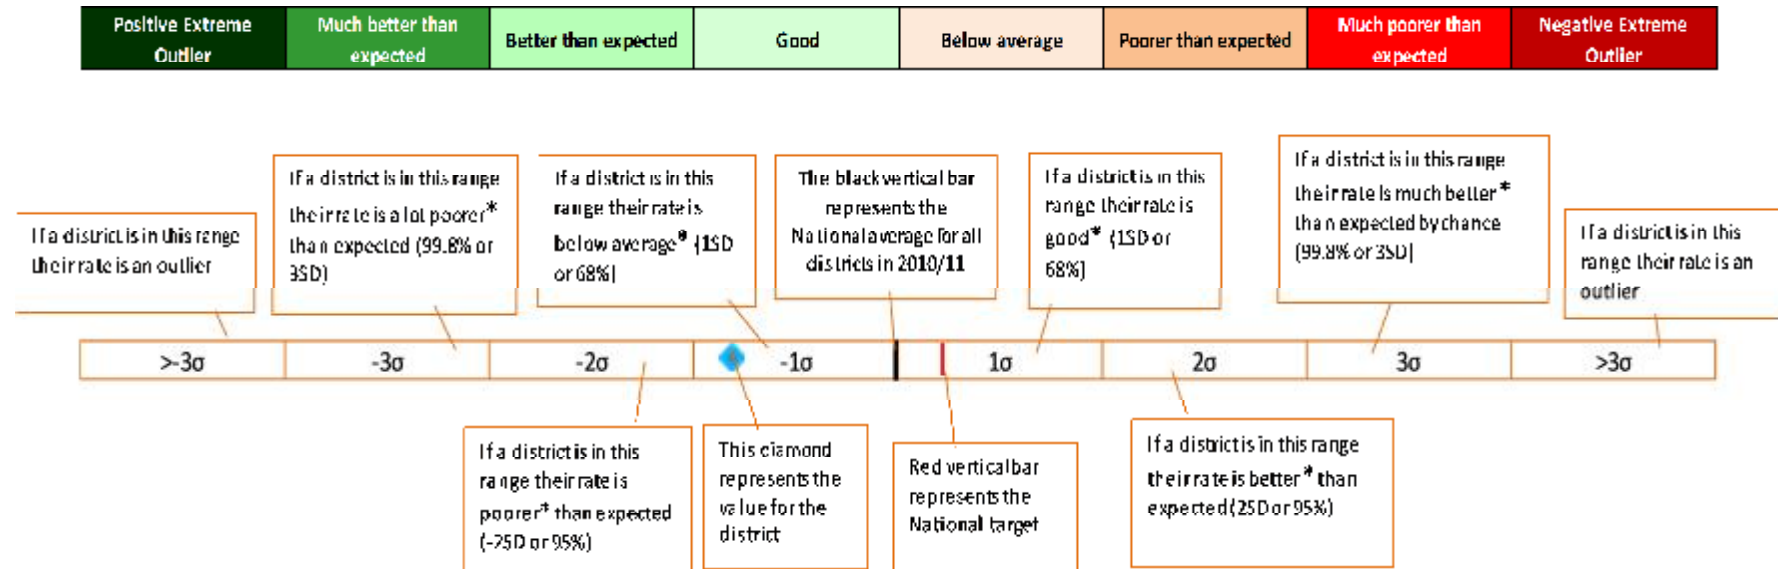 Positive Extreme
Outlier
Much better than
expected
Better than expected
Good
Below average
Poorer than expected
Much poorer than
expected
Negative Extreme
Outlier
If a district is in this range
their rate is an outlier
If a district is in this range
their rate is a lot poorer*
than expected (99.8% or
3SD)
If a district is in this
range their rate is
below average* (1SD
or 68%)
The black vertical bar
represents the
National average for all
districts in 2010/11
If a district is in this
range their rate is
good* (1SD or
68%)
If a district is in this range
their rate is much better*
than expected by chance
(99.8% or 3SD)
If a district is in this
range their rate is an
outlier
>-3σ
-3σ
-2σ
-1σ
1σ
2σ
3σ
>3σ
If a district is in this
range their rate is
poorer* than expected
(-2SD or 95%)
This diamond
represents the
value for the
district
Red vertical bar
represents the
National target
If a district is in this range
their rate is better* than
expected (2SD or 95%)